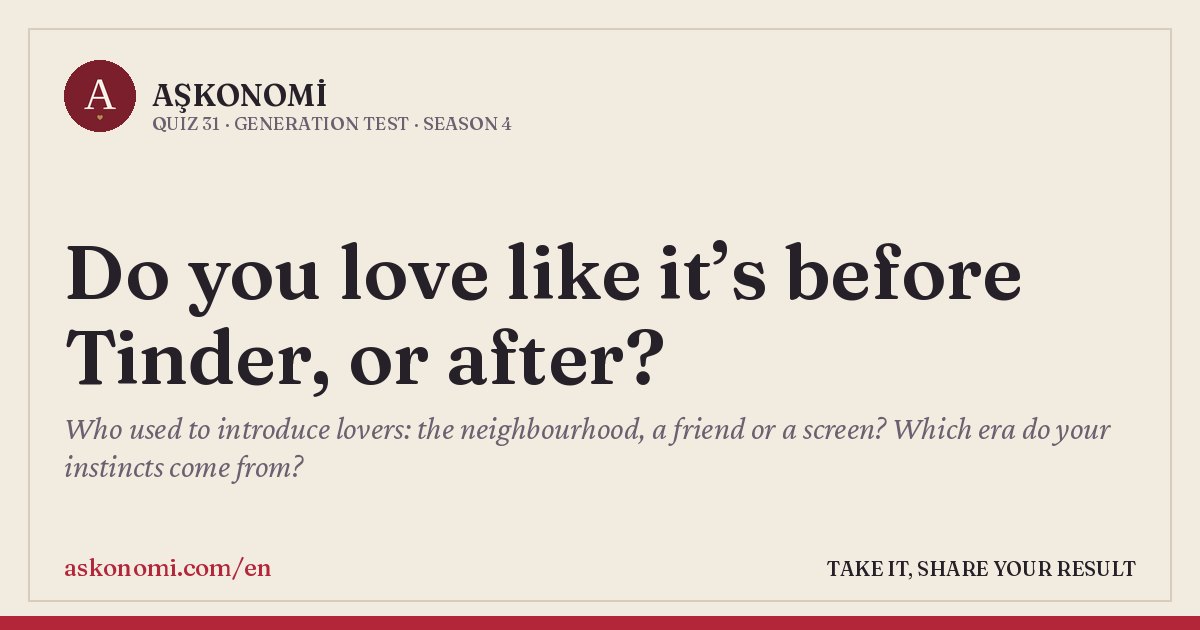 A
AŞKONOMİ
QUIZ 31 · GENERATION TEST · SEASON 4
Do you love like it’s before
Tinder, or after?
Who used to introduce lovers: the neighbourhood, a friend or a screen? Which era do your
instincts come from?
askonomi.com/en
TAKE IT, SHARE YOUR RESULT